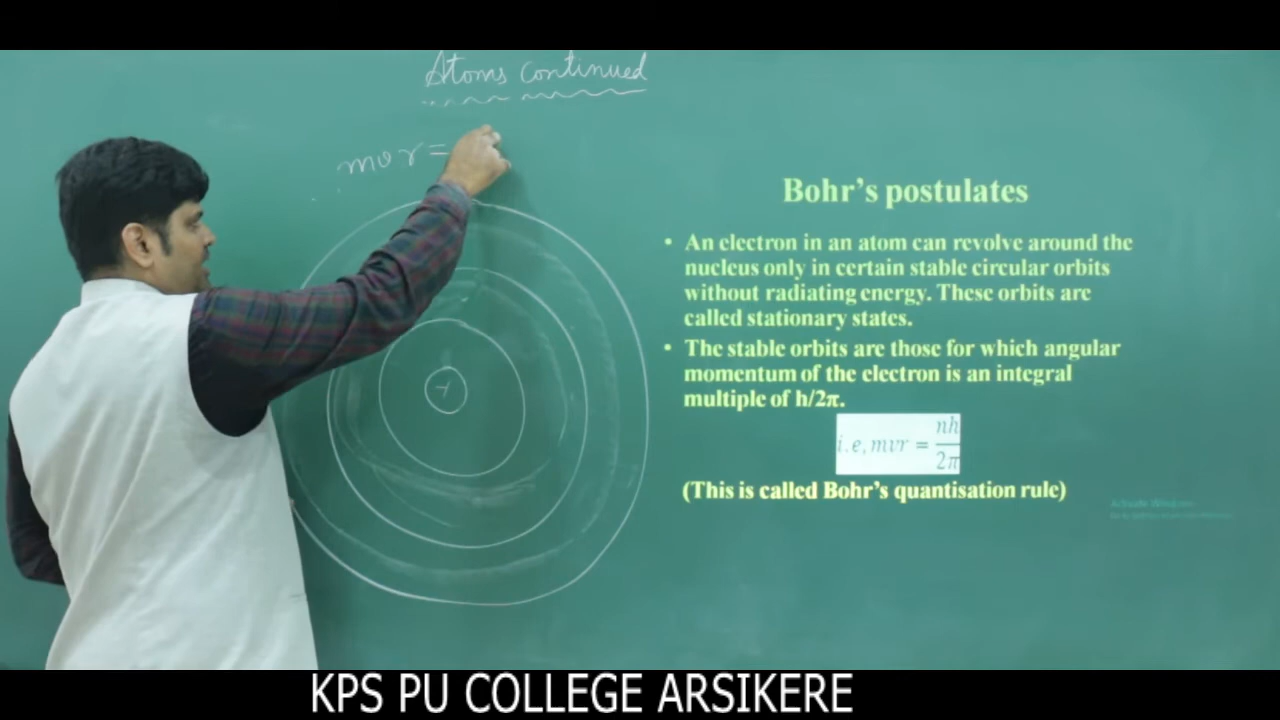 Atoms continued
mvr =
+
Bohr's postulates
• An electron in an atom can revolve around the
nucleus only in certain stable circular orbits
without radiating energy. These orbits are
called stationary states.
• The stable orbits are those for which angular
momentum of the electron is an integral
multiple of h/2π.
i.e, mvr = nh/2π
(This is called Bohr's quantisation rule)
Activate Windows
KPS PU COLLEGE ARSIKERE